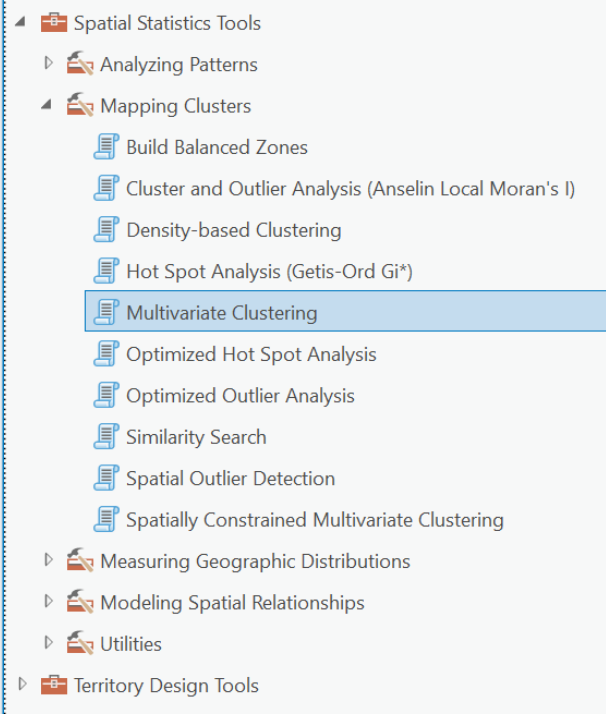 Spatial Statistics Tools
Analyzing Patterns
Mapping Clusters
Build Balanced Zones
Cluster and Outlier Analysis (Anselin Local Moran's I)
Density-based Clustering
Hot Spot Analysis (Getis-Ord Gi*)
Multivariate Clustering
Optimized Hot Spot Analysis
Optimized Outlier Analysis
Similarity Search
Spatial Outlier Detection
Spatially Constrained Multivariate Clustering
Measuring Geographic Distributions
Modeling Spatial Relationships
Utilities
Territory Design Tools